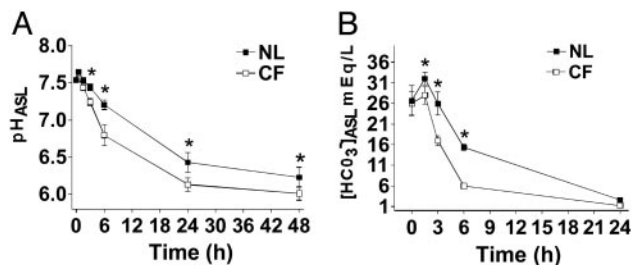 A
8.0
7.5
7.0
6.5
6.0
pHASL
NL
CF
* * * *
0 6 12 18 24 30 36 42 48
Time (h)
B
36
31
26
21
16
11
6
1
[HC03]ASL mEq/L
NL
CF
* * *
0 3 6 9 12 15 18 21 24
Time (h)